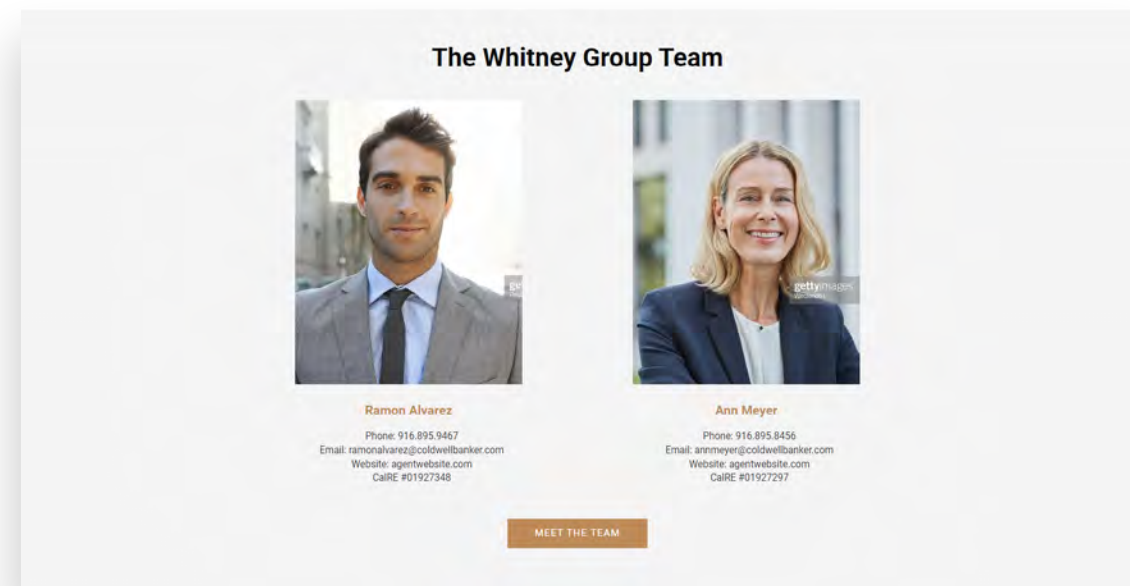 The Whitney Group Team
ge
gettyimages
Ramon Alvarez
Phone: 916.895.9467
Email: ramonalvarez@coldwellbanker.com
Website: agentwebsite.com
CalRE #01927348
Ann Meyer
Phone: 916.895.8456
Email: annmeyer@coldwellbanker.com
Website: agentwebsite.com
CalRE #01927297
MEET THE TEAM